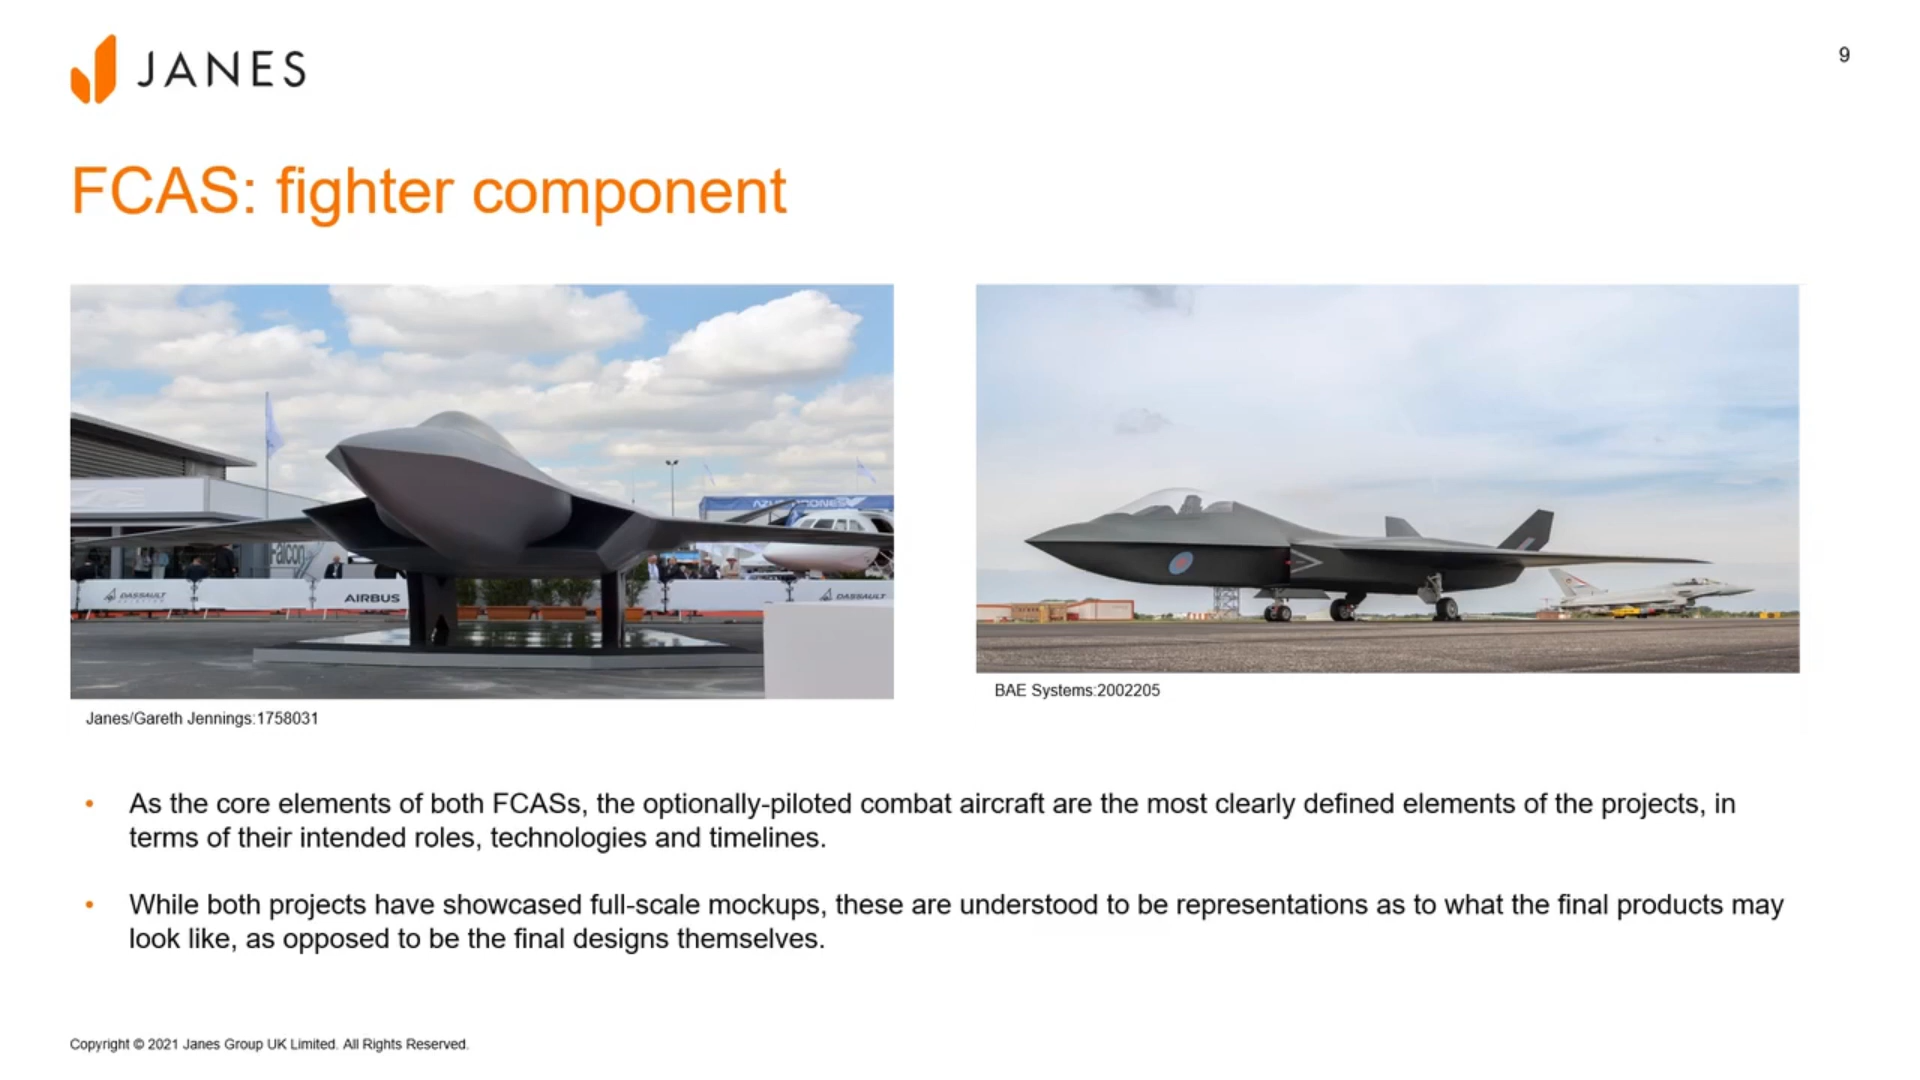 JANES
9
FCAS: fighter component
Falcon
DASSAULT
AIRBUS
DASSAULT
Janes/Gareth Jennings:1758031
BAE Systems:2002205
• As the core elements of both FCASs, the optionally-piloted combat aircraft are the most clearly defined elements of the projects, in
terms of their intended roles, technologies and timelines.
• While both projects have showcased full-scale mockups, these are understood to be representations as to what the final products may
look like, as opposed to be the final designs themselves.
Copyright © 2021 Janes Group UK Limited. All Rights Reserved.